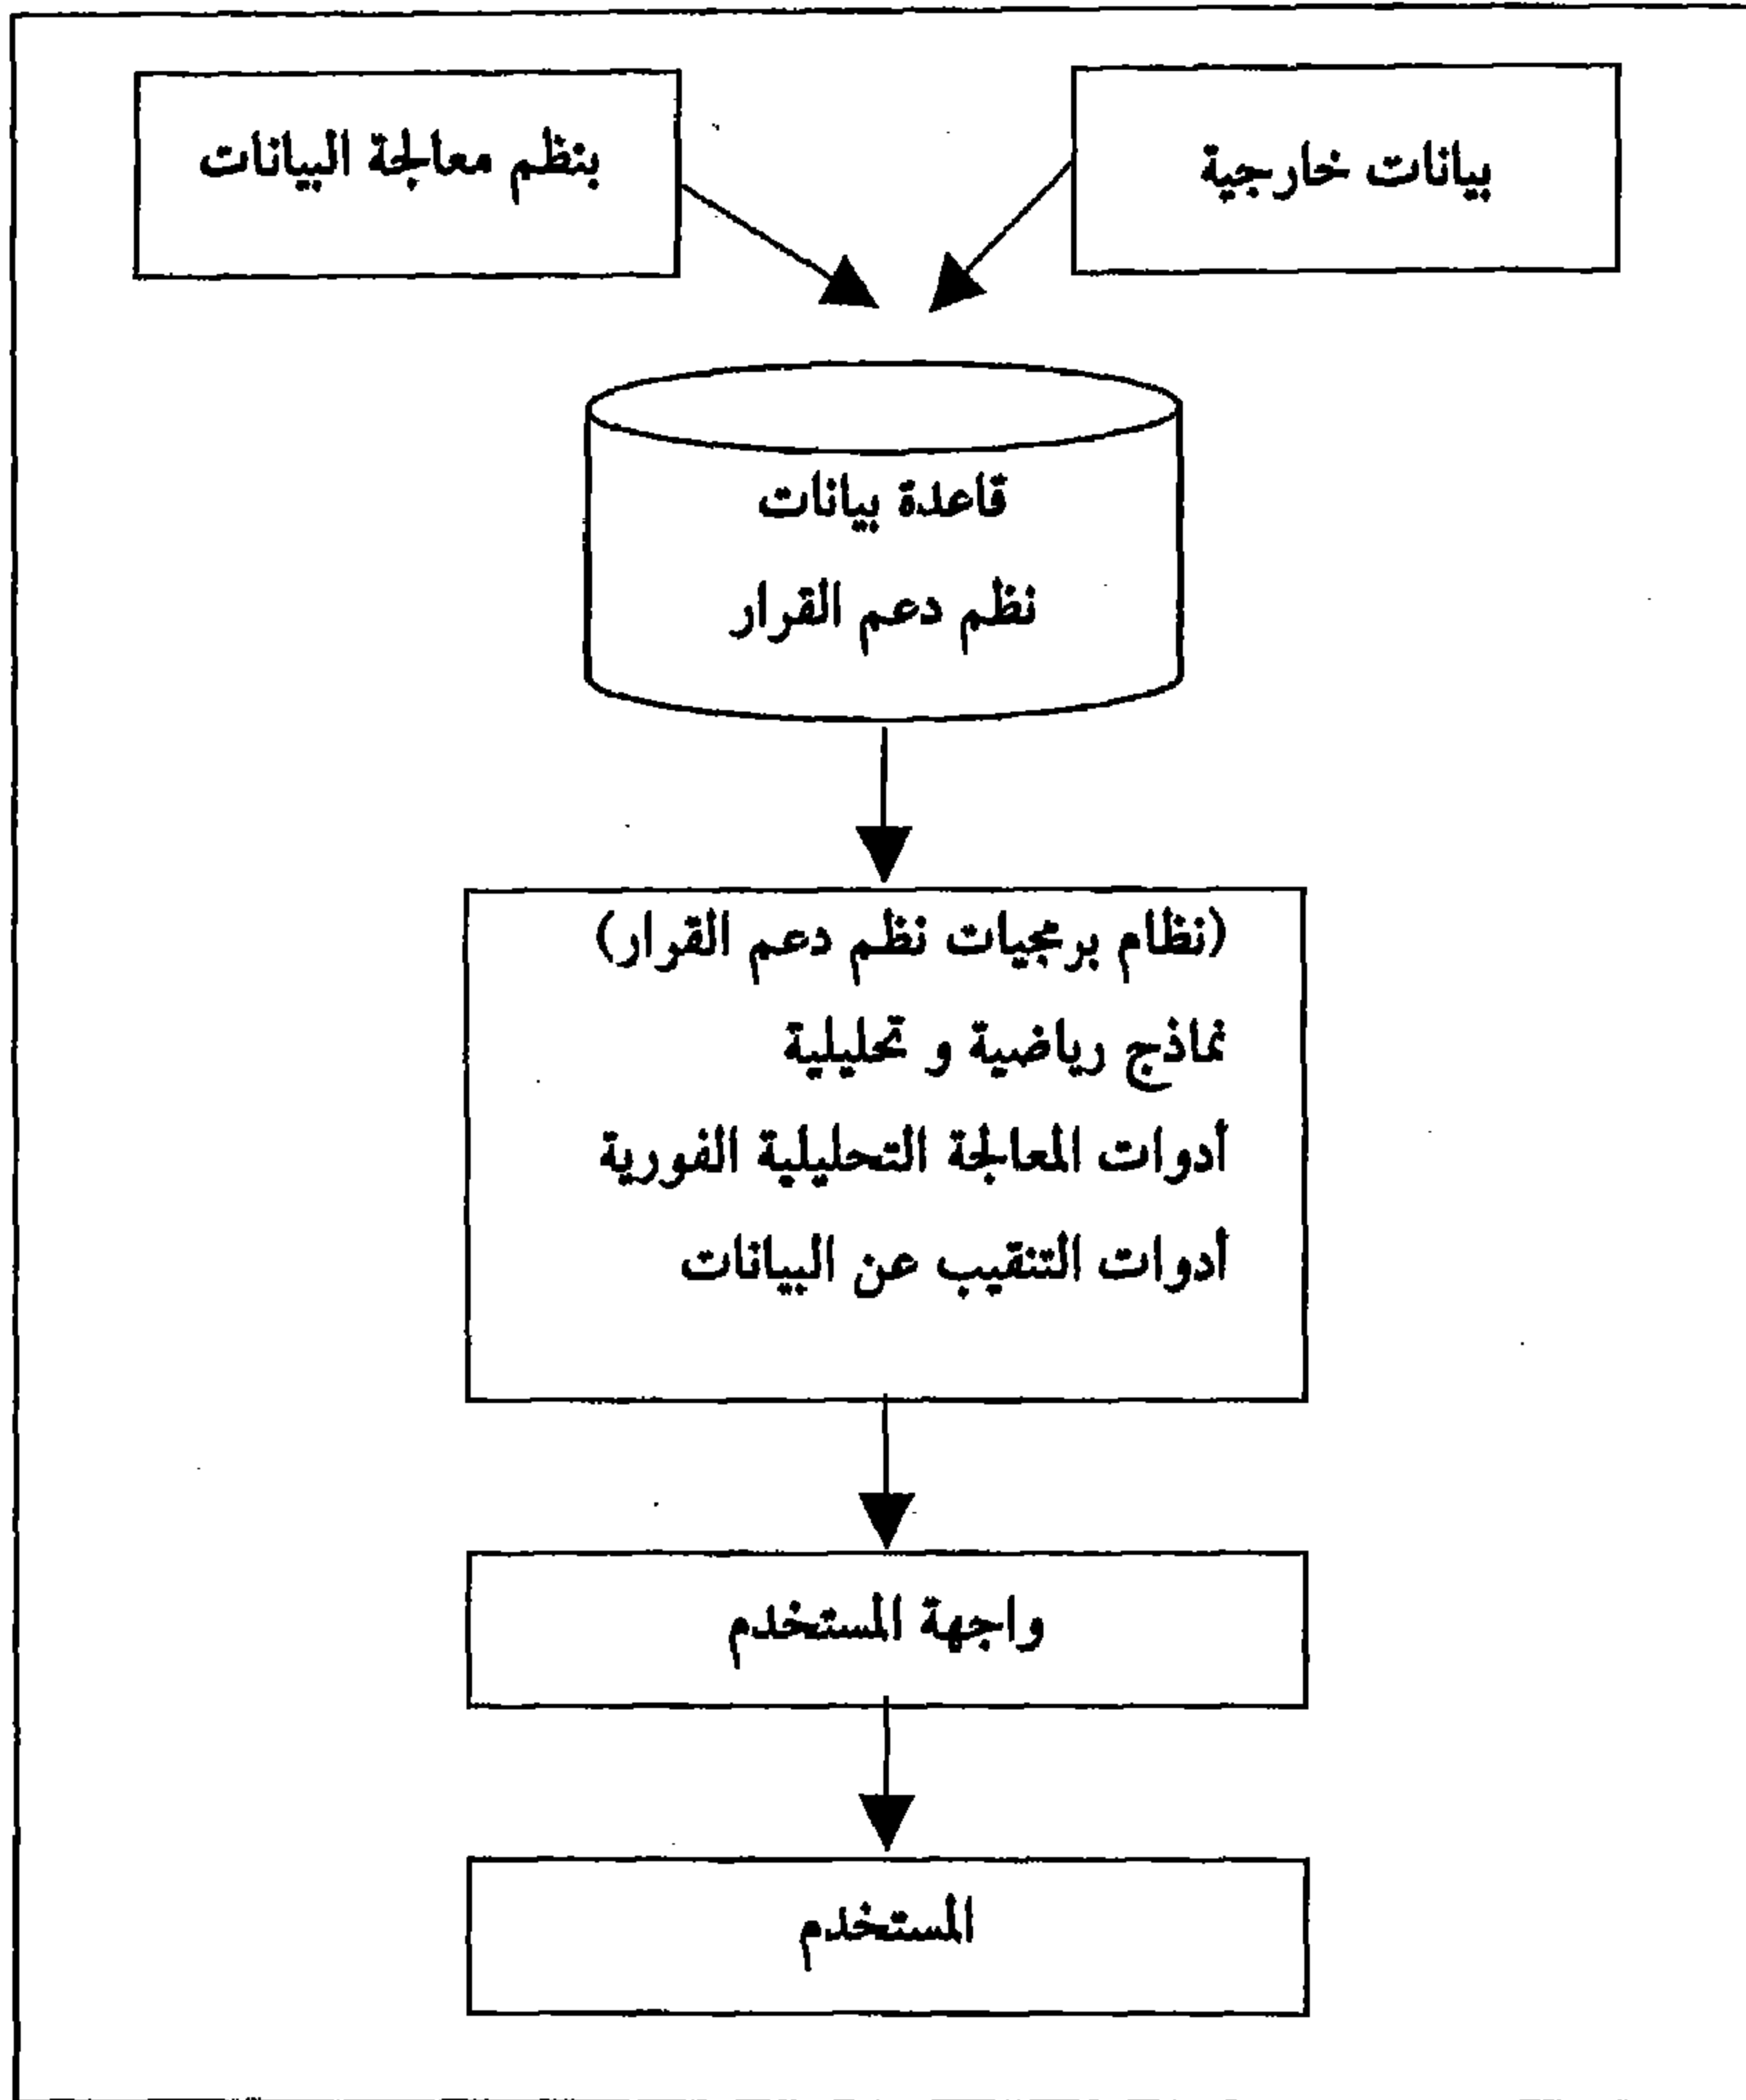 بيانات خارجية
بنظم معالجة البيانات
قاعدة بيانات
نظم دعم القرار
(نظام برمجيات نظم دعم القرار)
نماذج رياضية و تحليلية
أدوات المعالجة التحليلية الفورية
أدوات التنقيب عن البيانات
واجهة المستخدم
المستخدم